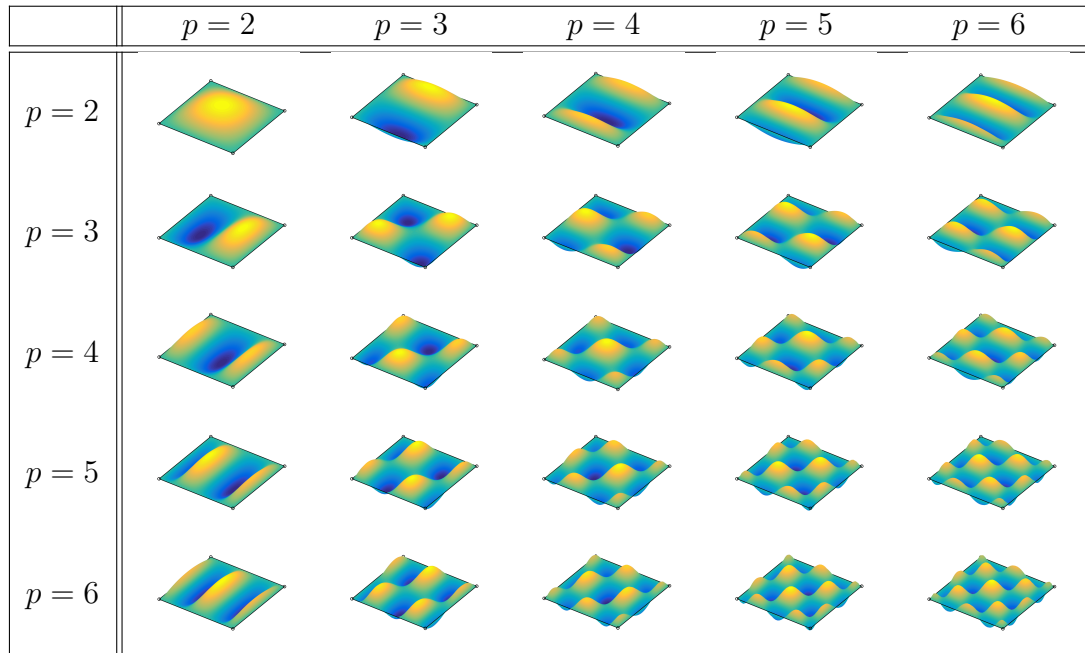 p = 2 p = 3 p = 4 p = 5 p = 6
p = 2
p = 3
p = 4
p = 5
p = 6